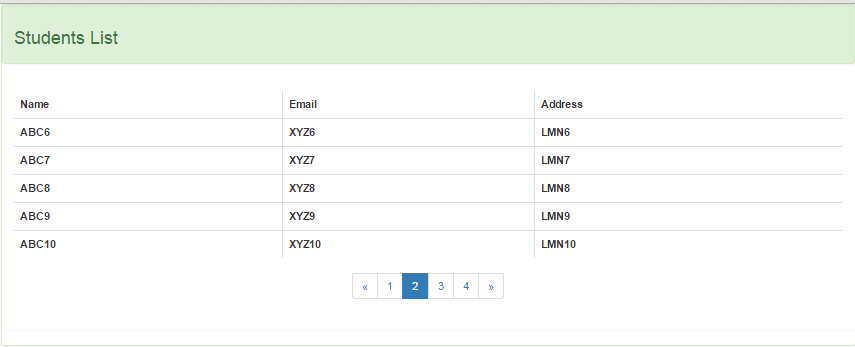 Students List
Name Email Address
ABC6 XYZ6 LMN6
ABC7 XYZ7 LMN7
ABC8 XYZ8 LMN8
ABC9 XYZ9 LMN9
ABC10 XYZ10 LMN10
« 1 2 3 4 »